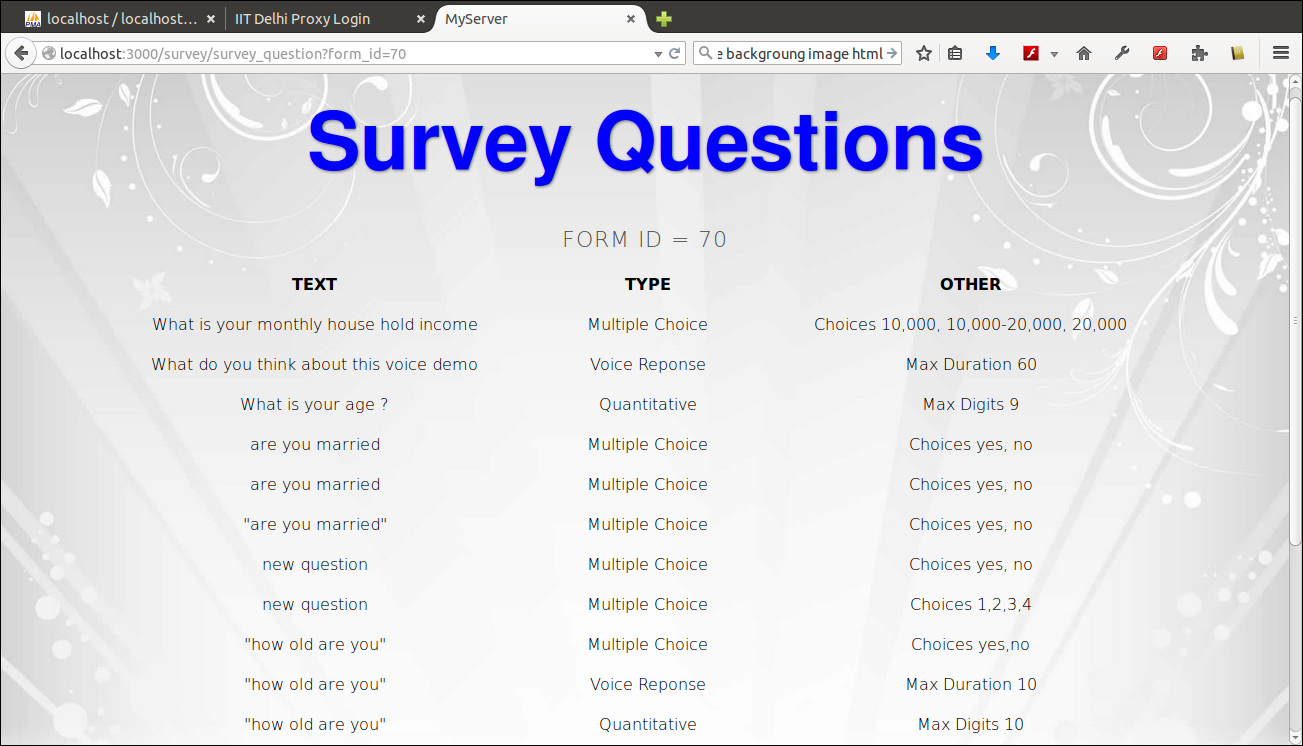 localhost / localhost...
IIT Delhi Proxy Login
MyServer
localhost:3000/survey/survey_question?form_id=70
e backgroung image html
Survey Questions
FORM ID = 70
TEXT TYPE OTHER
What is your monthly house hold income Multiple Choice Choices 10,000, 10,000-20,000, 20,000
What do you think about this voice demo Voice Reponse Max Duration 60
What is your age ? Quantitative Max Digits 9
are you married Multiple Choice Choices yes, no
are you married Multiple Choice Choices yes, no
"are you married" Multiple Choice Choices yes, no
new question Multiple Choice Choices yes, no
new question Multiple Choice Choices 1,2,3,4
"how old are you" Multiple Choice Choices yes,no
"how old are you" Voice Reponse Max Duration 10
"how old are you" Quantitative Max Digits 10